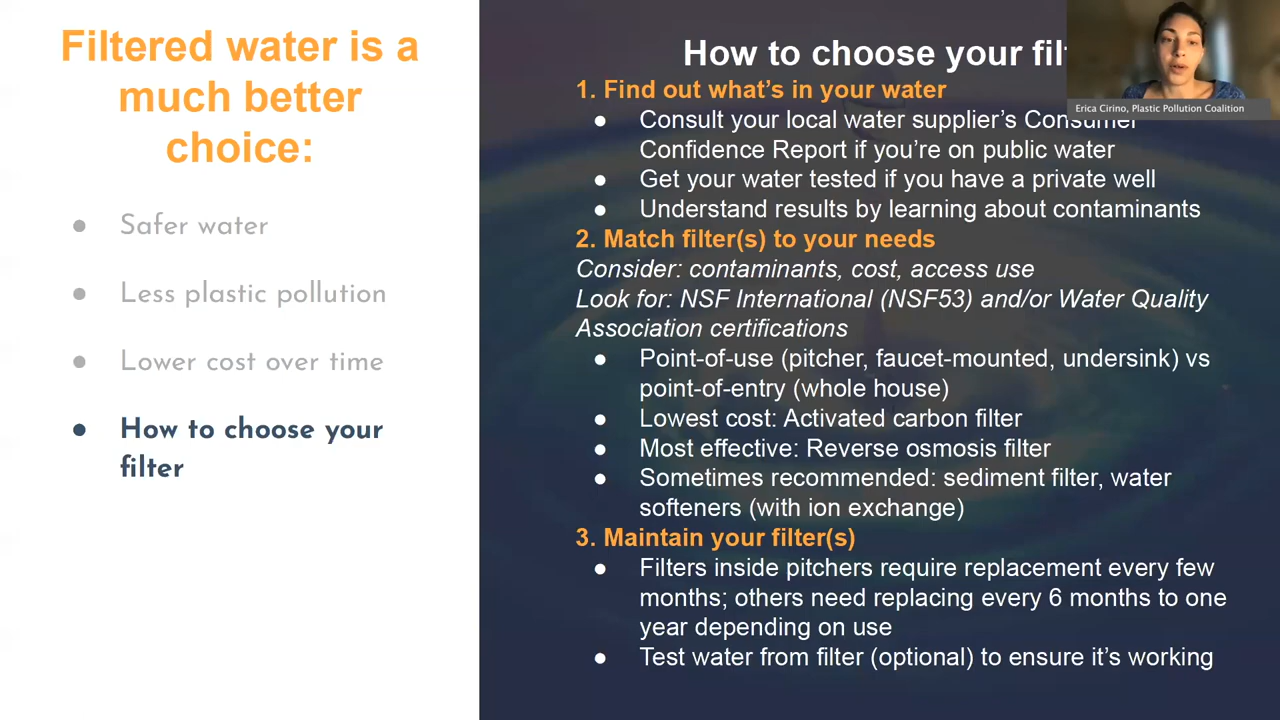 Filtered water is a
much better
choice:
● Safer water
● Less plastic pollution
● Lower cost over time
● How to choose your
filter
How to choose your fil
1. Find out what's in your water
● Consult your local water supplier's Consumer
Confidence Report if you're on public water
● Get your water tested if you have a private well
● Understand results by learning about contaminants
2. Match filter(s) to your needs
Consider: contaminants, cost, access use
Look for: NSF International (NSF53) and/or Water Quality
Association certifications
● Point-of-use (pitcher, faucet-mounted, undersink) vs
point-of-entry (whole house)
● Lowest cost: Activated carbon filter
● Most effective: Reverse osmosis filter
● Sometimes recommended: sediment filter, water
softeners (with ion exchange)
3. Maintain your filter(s)
● Filters inside pitchers require replacement every few
months; others need replacing every 6 months to one
year depending on use
● Test water from filter (optional) to ensure it's working
Erica Cirino, Plastic Pollution Coalition